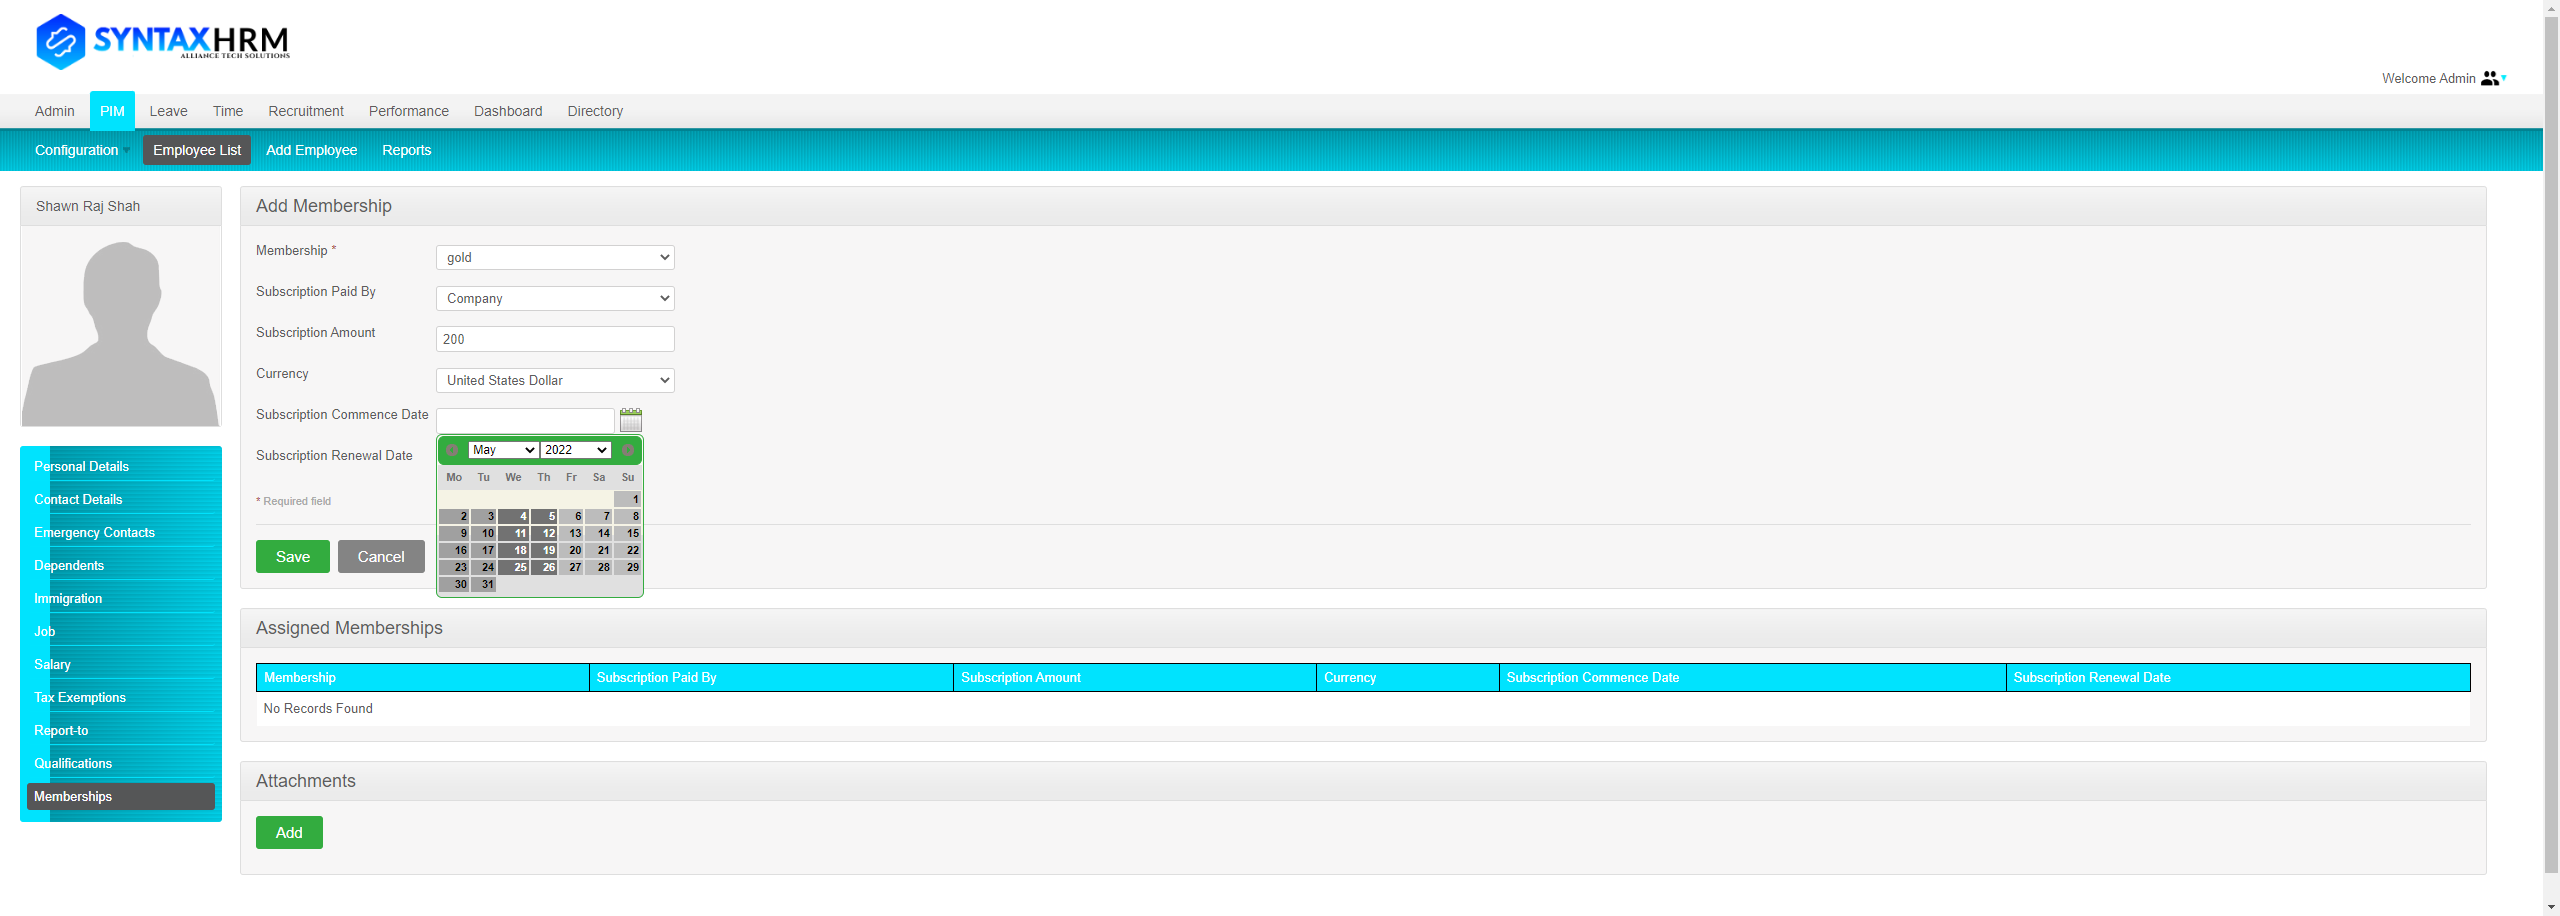 SYNTAXHRM
ALLIANCE TECH SOLUTIONS
Welcome Admin
Admin PIM Leave Time Recruitment Performance Dashboard Directory
Configuration Employee List Add Employee Reports
Shawn Raj Shah
Personal Details
Contact Details
Emergency Contacts
Dependents
Immigration
Job
Salary
Tax Exemptions
Report-to
Qualifications
Memberships
Add Membership
Membership * gold
Subscription Paid By Company
Subscription Amount 200
Currency United States Dollar
Subscription Commence Date
Subscription Renewal Date
May 2022
Mo Tu We Th Fr Sa Su
1
2 3 4 5 6 7 8
9 10 11 12 13 14 15
16 17 18 19 20 21 22
23 24 25 26 27 28 29
30 31
* Required field
Save Cancel
Assigned Memberships
Membership Subscription Paid By Subscription Amount Currency Subscription Commence Date Subscription Renewal Date
No Records Found
Attachments
Add